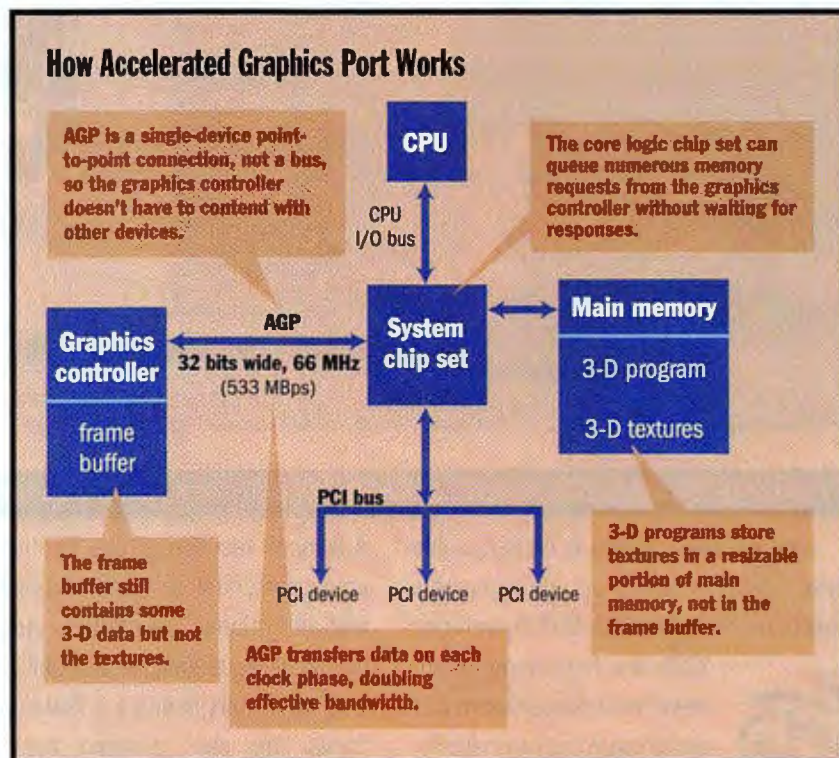 How Accelerated Graphics Port Works
AGP is a single-device point-
to-point connection, not a bus,
so the graphics controller
doesn't have to contend with
other devices.
CPU
The core logic chip set can
queue numerous memory
requests from the graphics
controller without waiting for
responses.
CPU
I/O bus
Graphics
controller
frame
buffer
AGP
32 bits wide, 66 MHz
(533 MBps)
System
chip set
Main memory
3-D program
3-D textures
PCI bus
PCI device
PCI device
PCI device
The frame
buffer still
contains some
3-D data but not
the textures.
AGP transfers data on each
clock phase, doubling
effective bandwidth.
3-D programs store
textures in a resizable
portion of main
memory, not in the
frame buffer.